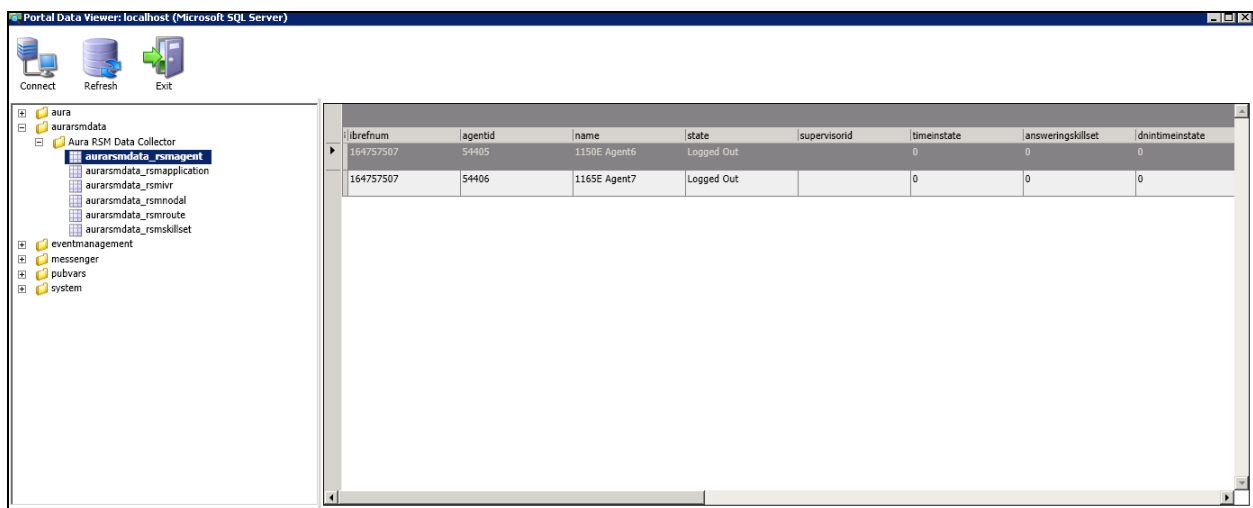 Portal Data Viewer: localhost (Microsoft SQL Server)
Connect Refresh Exit
aura
aurarsmdata
Aura RSM Data Collector
aurarsmdata_rsmagent
aurarsmdata_rsmapplication
aurarsmdata_rsmivr
aurarsmdata_rsmnodal
aurarsmdata_rsmroute
aurarsmdata_rsmskillset
eventmanagement
messenger
pubvars
system
ibrefnum agentid name state supervisorid timeinstate answeringskillset dnintimeinstate
164757507 54405 1150E Agent6 Logged Out 0 0 0
164757507 54406 1165E Agent7 Logged Out 0 0 0